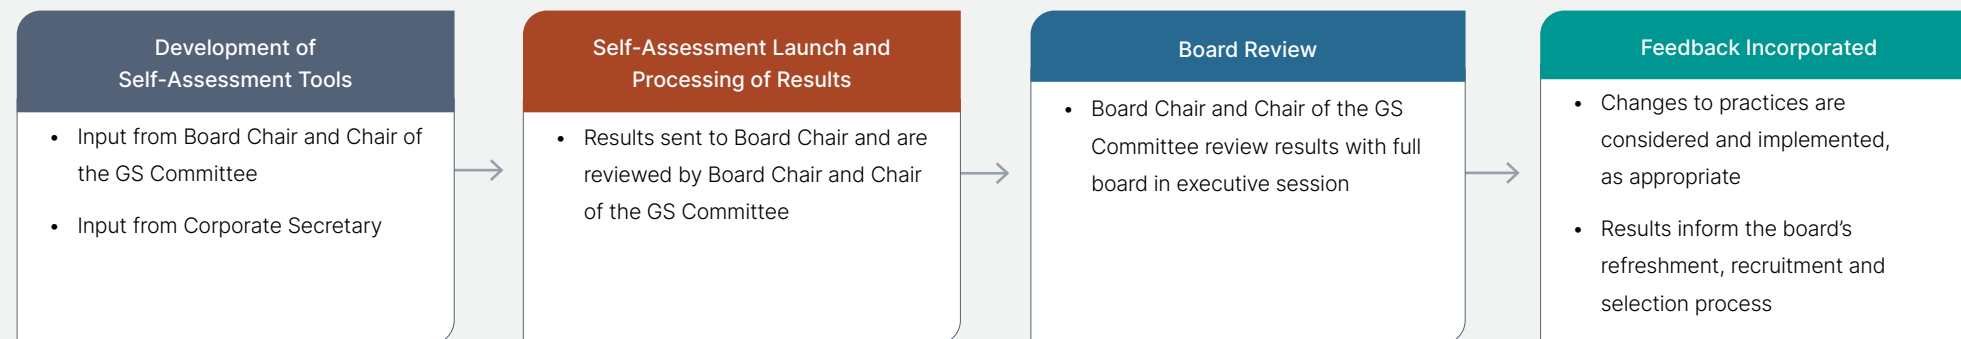 Development of
Self-Assessment Tools
• Input from Board Chair and Chair of
the GS Committee
• Input from Corporate Secretary
Self-Assessment Launch and
Processing of Results
• Results sent to Board Chair and are
reviewed by Board Chair and Chair
of the GS Committee
Board Review
• Board Chair and Chair of the GS
Committee review results with full
board in executive session
Feedback Incorporated
• Changes to practices are
considered and implemented,
as appropriate
• Results inform the board’s
refreshment, recruitment and
selection process